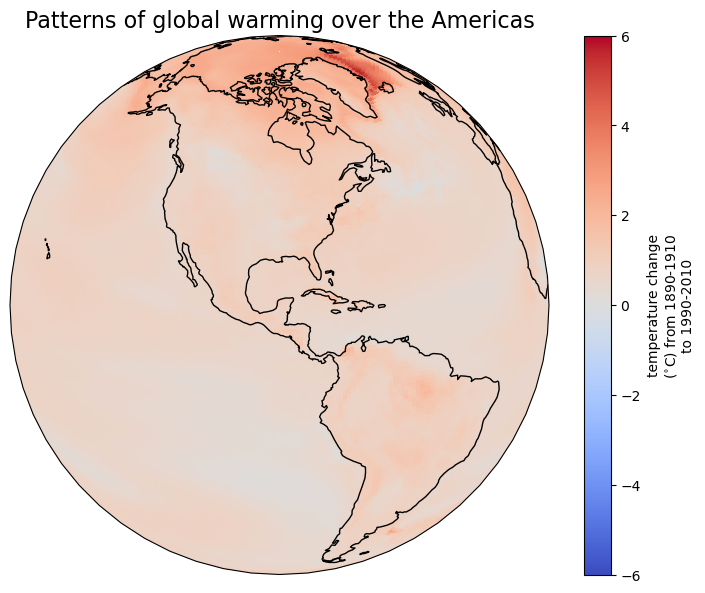 Patterns of global warming over the Americas
6
4
2
0
−2
−4
−6
temperature change
(°C) from 1890-1910
to 1990-2010